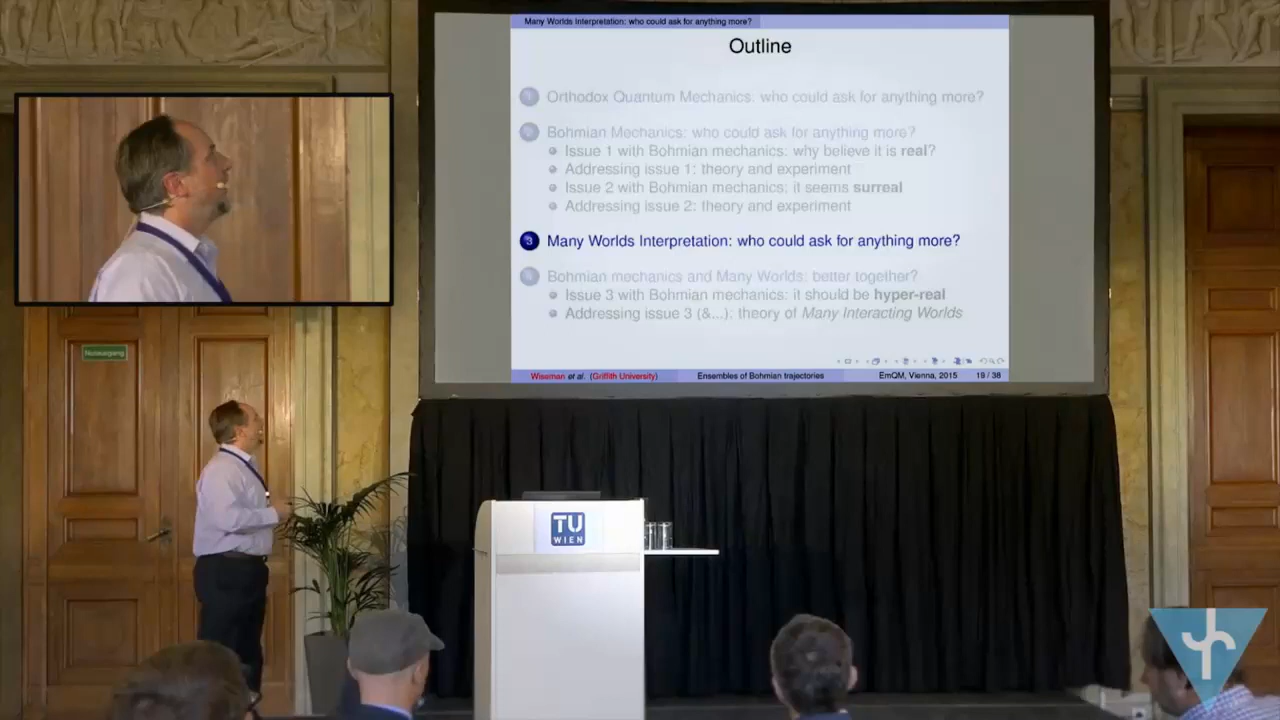 Many Worlds Interpretation: who could ask for anything more?
Outline
1 Orthodox Quantum Mechanics: who could ask for anything more?
2 Bohmian Mechanics: who could ask for anything more?
Issue 1 with Bohmian mechanics: why believe it is real?
Addressing issue 1: theory and experiment
Issue 2 with Bohmian mechanics: it seems surreal
Addressing issue 2: theory and experiment
3 Many Worlds Interpretation: who could ask for anything more?
4 Bohmian mechanics and Many Worlds: better together?
Issue 3 with Bohmian mechanics: it should be hyper-real
Addressing issue 3 (&...): theory of Many Interacting Worlds
Wiseman et al. (Griffith University) Ensembles of Bohmian trajectories EmQM, Vienna, 2015 19 / 38
Notausgang
TU
WIEN